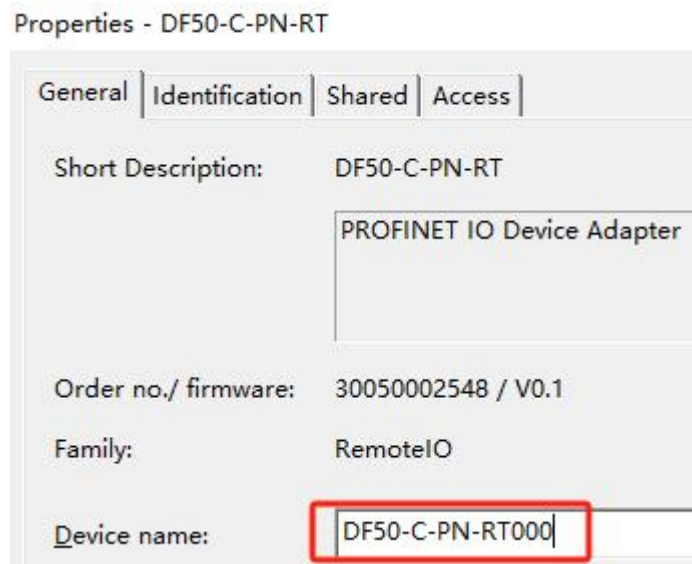 Properties - DF50-C-PN-RT
General Identification Shared Access
Short Description: DF50-C-PN-RT
PROFINET IO Device Adapter
Order no./ firmware: 30050002548 / V0.1
Family: RemoteIO
Device name: DF50-C-PN-RT000